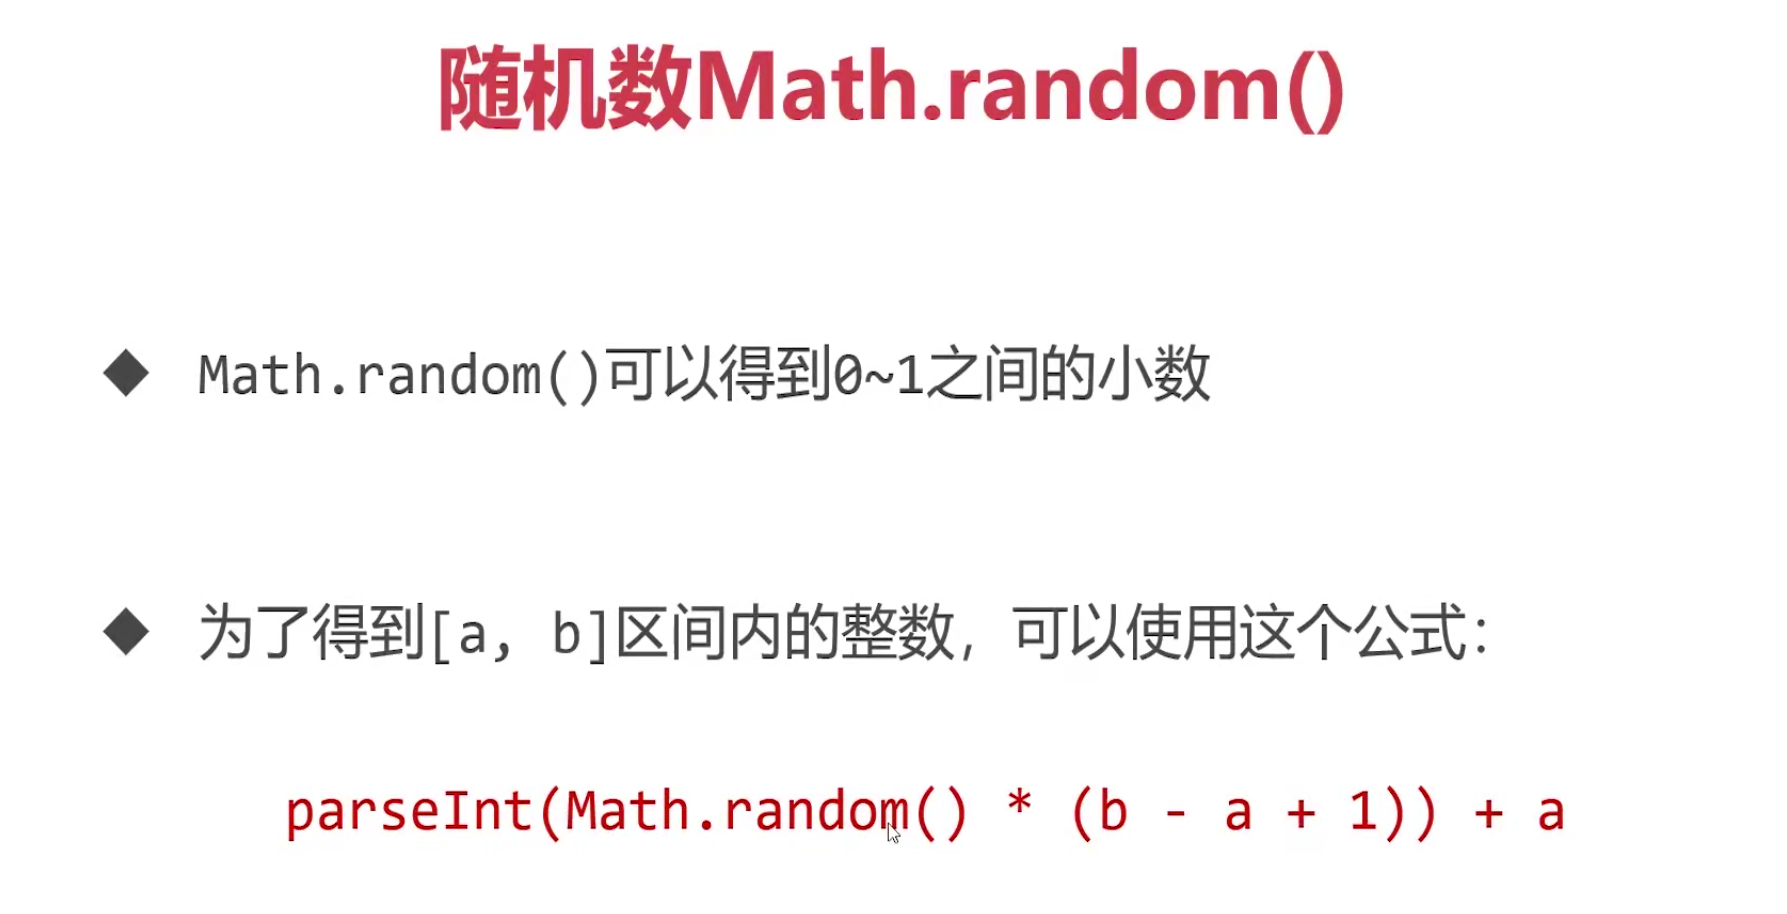 随机数Math.random()
Math.random()可以得到0~1之间的小数
为了得到[a, b]区间内的整数，可以使用这个公式：
parseInt(Math.random() * (b - a + 1)) + a